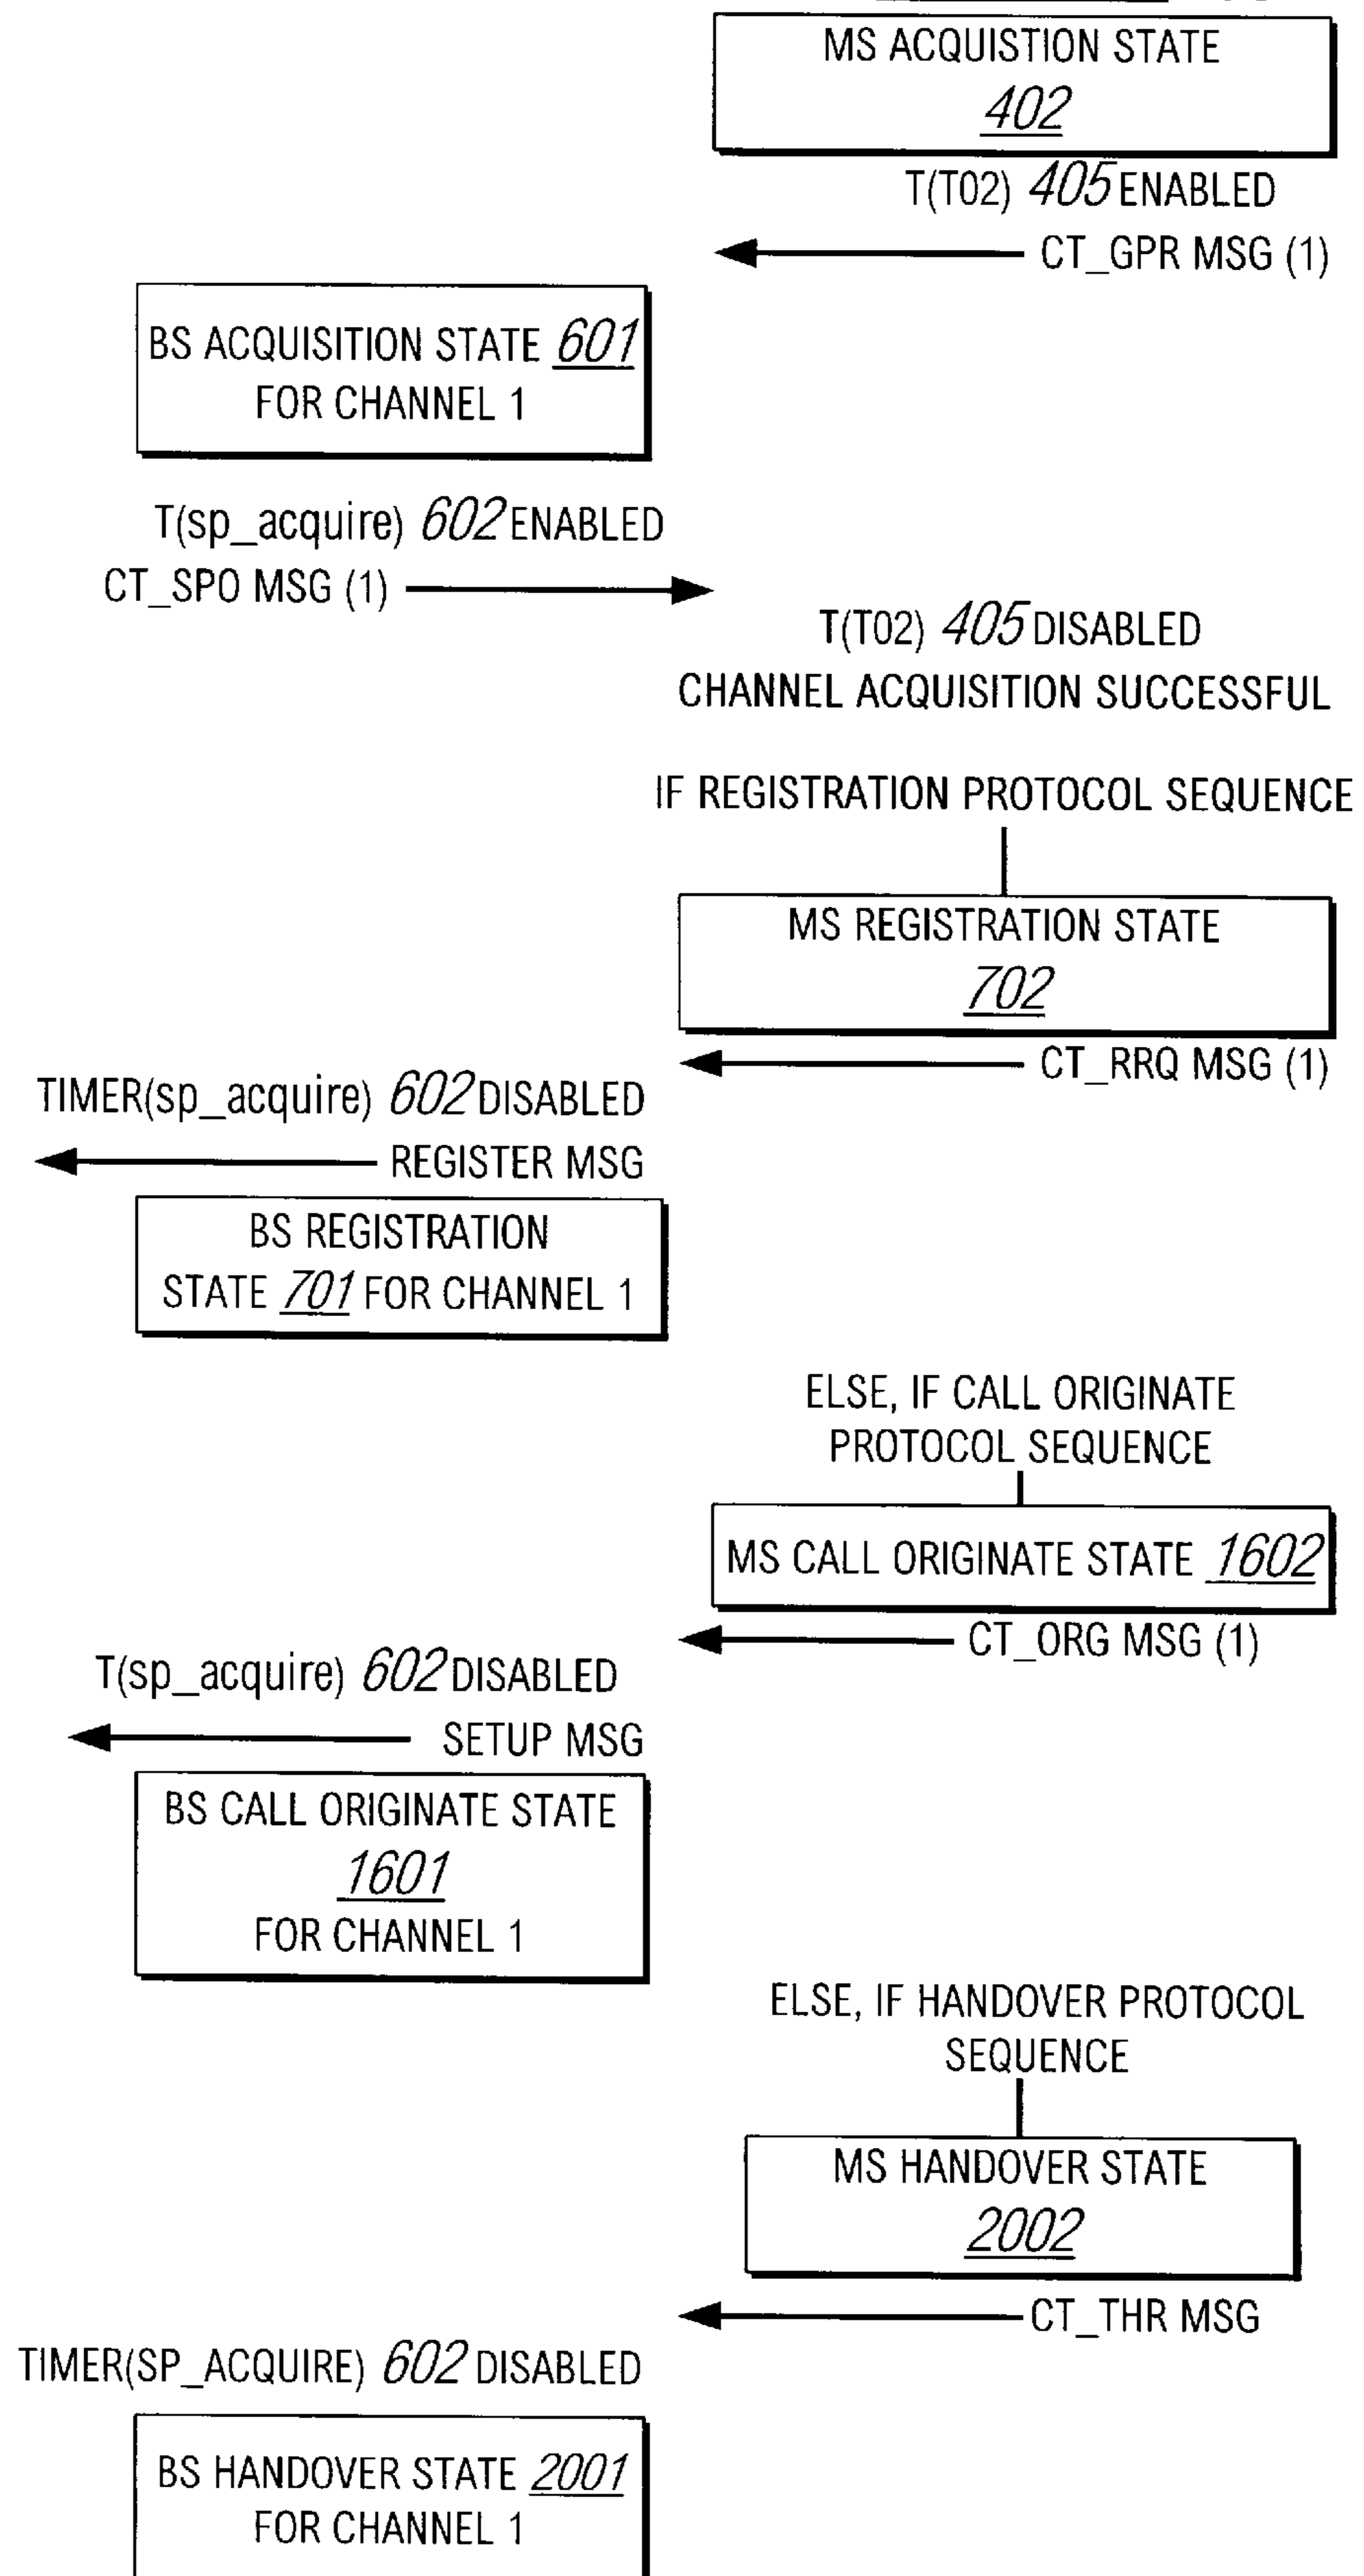 MS ACQUISTION STATE
402
T(T02) 405 ENABLED
CT_GPR MSG (1)
BS ACQUISITION STATE 601
FOR CHANNEL 1
T(sp_acquire) 602 ENABLED
CT_SPO MSG (1)
T(T02) 405 DISABLED
CHANNEL ACQUISITION SUCCESSFUL
IF REGISTRATION PROTOCOL SEQUENCE
MS REGISTRATION STATE
702
CT_RRQ MSG (1)
TIMER(sp_acquire) 602 DISABLED
REGISTER MSG
BS REGISTRATION
STATE 701 FOR CHANNEL 1
ELSE, IF CALL ORIGINATE
PROTOCOL SEQUENCE
MS CALL ORIGINATE STATE 1602
CT_ORG MSG (1)
T(sp_acquire) 602 DISABLED
SETUP MSG
BS CALL ORIGINATE STATE
1601
FOR CHANNEL 1
ELSE, IF HANDOVER PROTOCOL
SEQUENCE
MS HANDOVER STATE
2002
CT_THR MSG
TIMER(SP_ACQUIRE) 602 DISABLED
BS HANDOVER STATE 2001
FOR CHANNEL 1